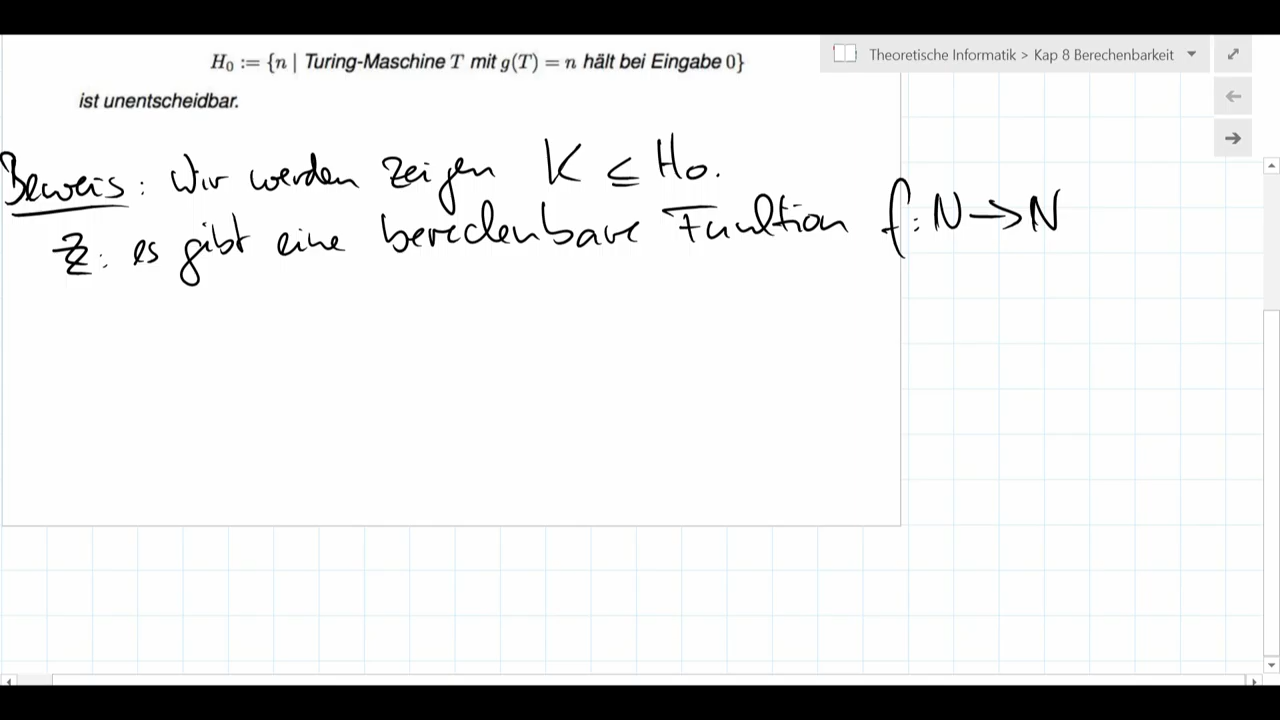 H₀ := {n | Turing-Maschine T mit g(T) = n hält bei Eingabe 0}
Theoretische Informatik > Kap 8 Berechenbarkeit
ist unentscheidbar.
Beweis: Wir werden zeigen K ≤ H₀.
Z: es gibt eine berechenbare Funktion f: N → N